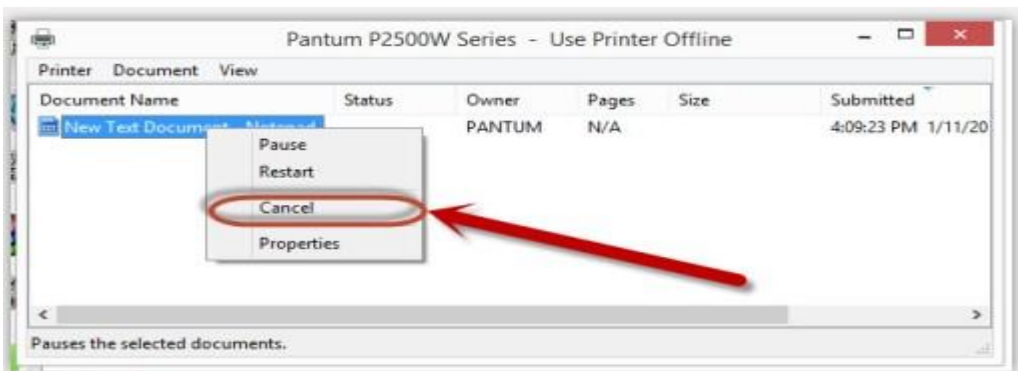 Pantum P2500W Series - Use Printer Offline
Printer Document View
Document Name Status Owner Pages Size Submitted
New Text Document - Notepad PANTUM N/A 4:09:23 PM 1/11/20
Pause
Restart
Cancel
Properties
Pauses the selected documents.